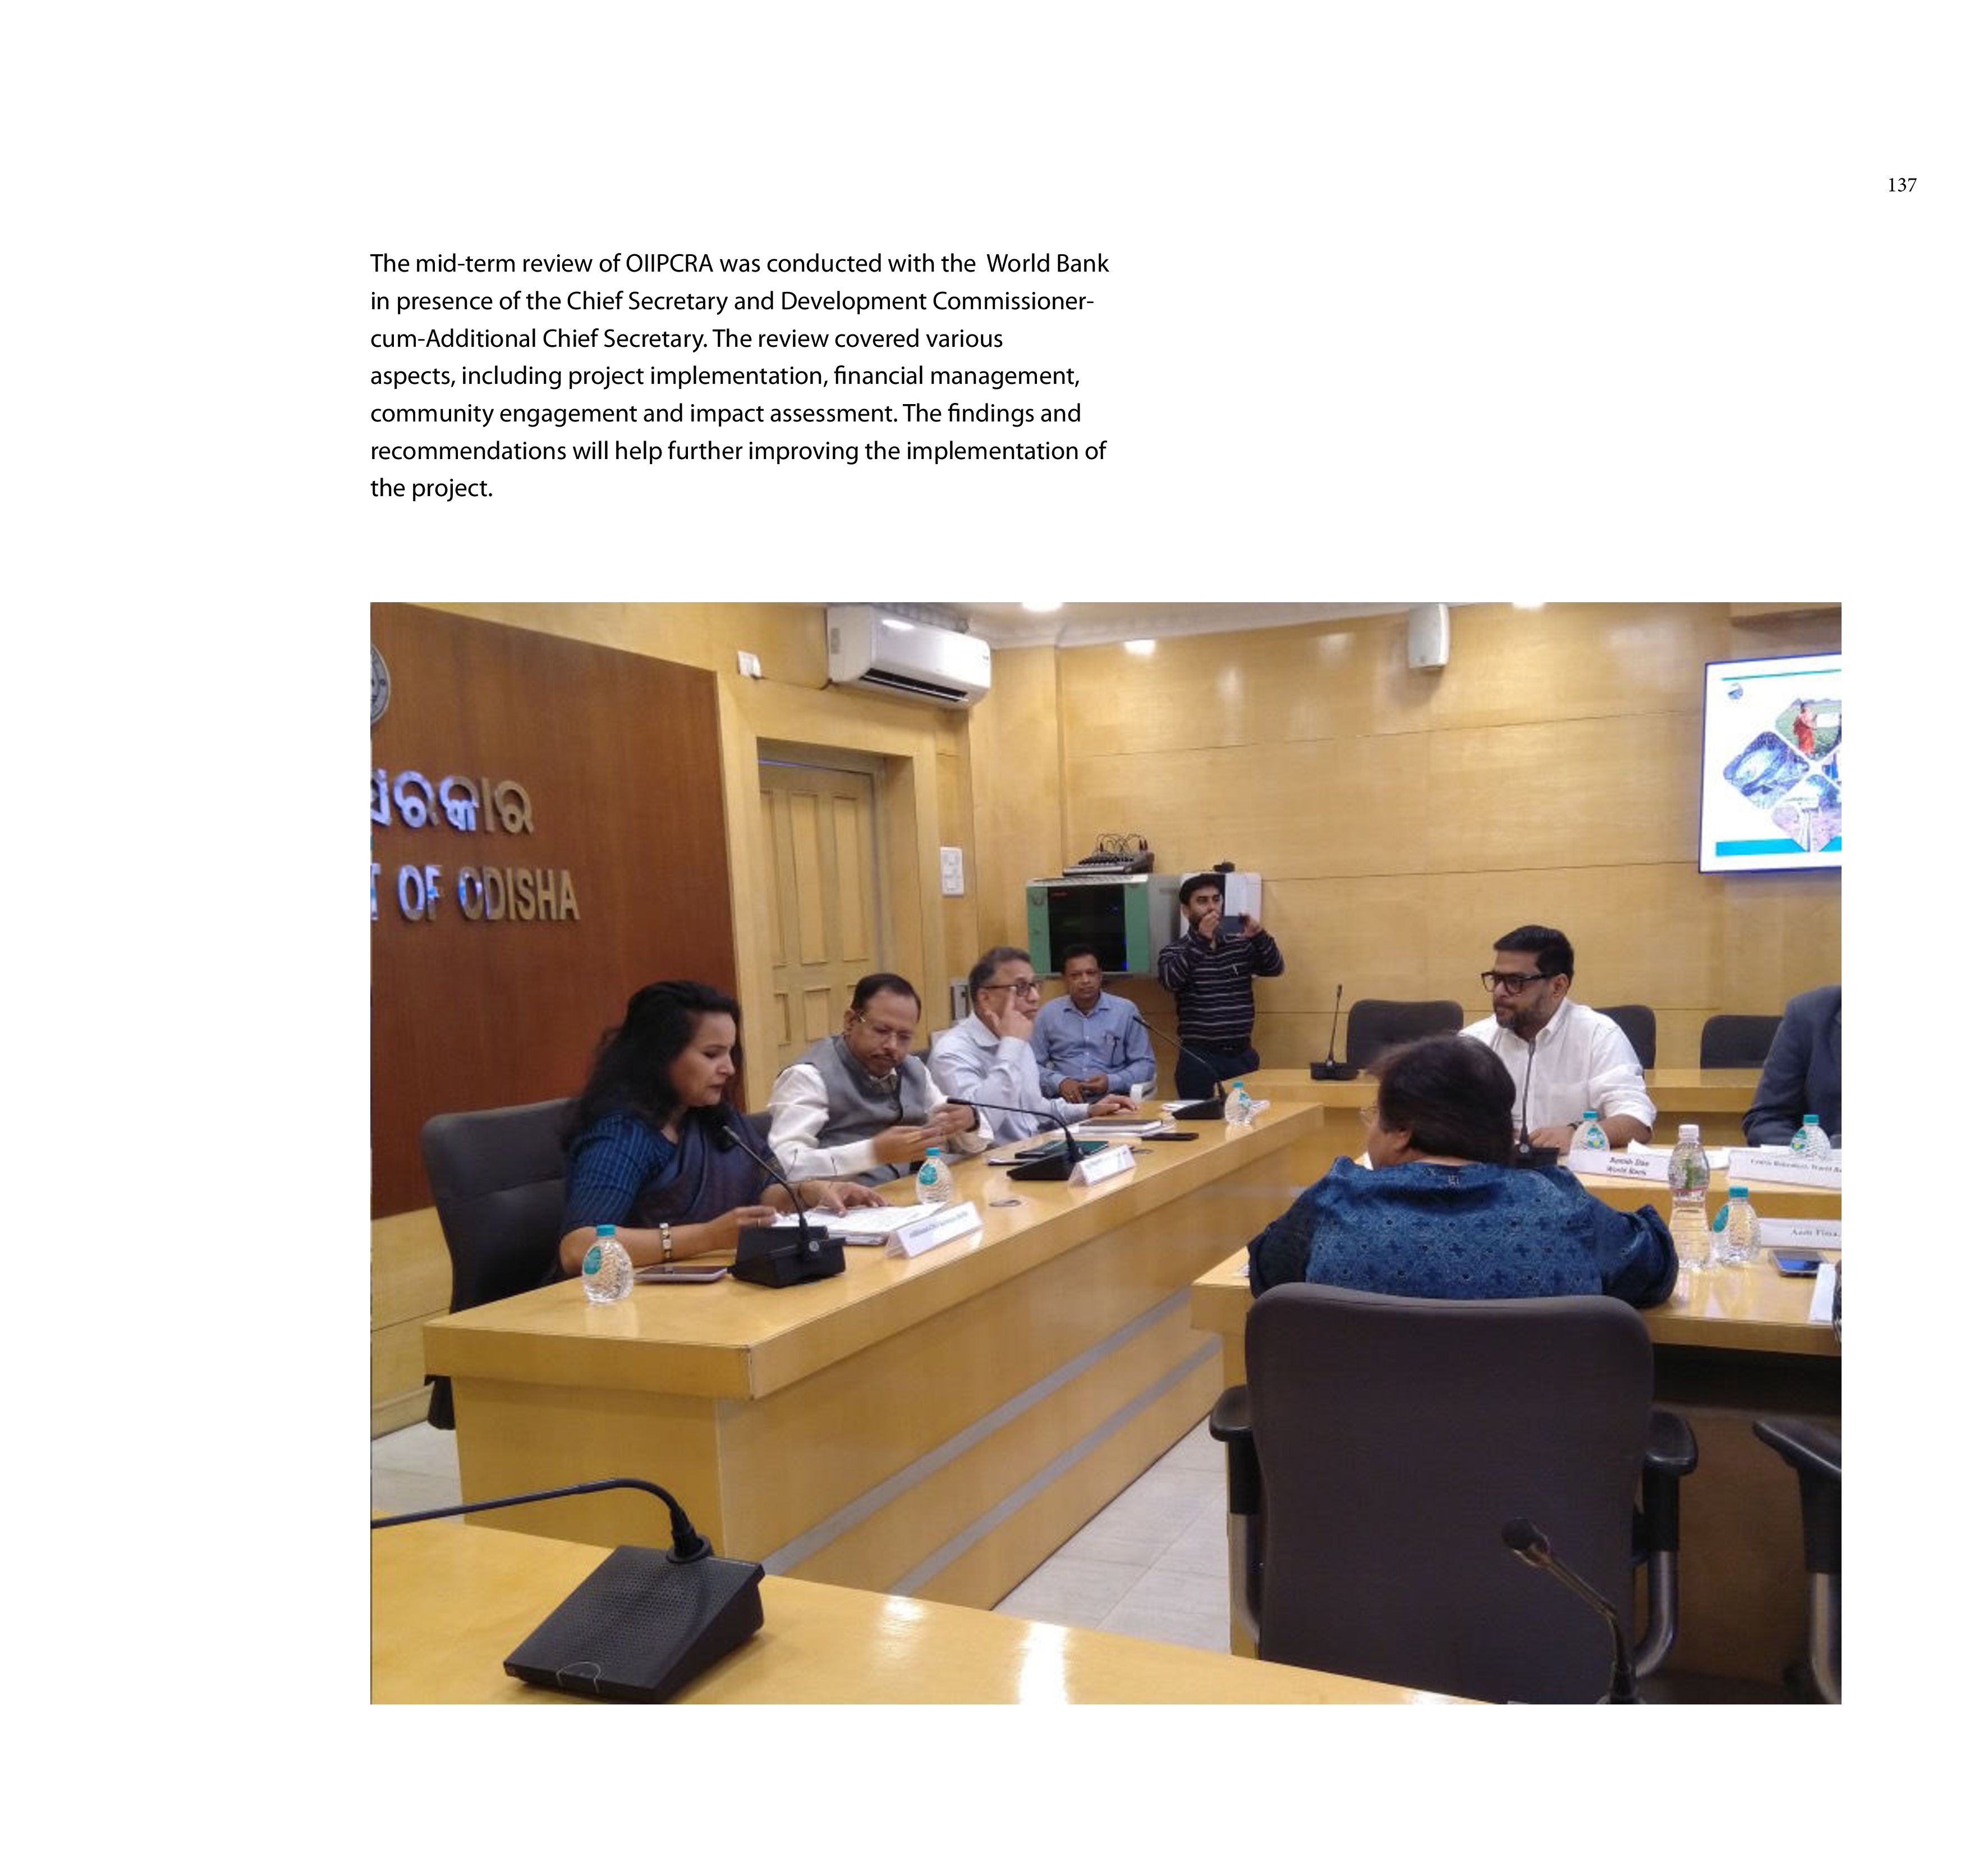 137
The mid-term review of OIIPCRA was conducted with the World Bank
in presence of the Chief Secretary and Development Commissioner-
cum-Additional Chief Secretary. The review covered various
aspects, including project implementation, financial management,
community engagement and impact assessment. The findings and
recommendations will help further improving the implementation of
the project.
ସରକାର
T OF ODISHA
World Bank